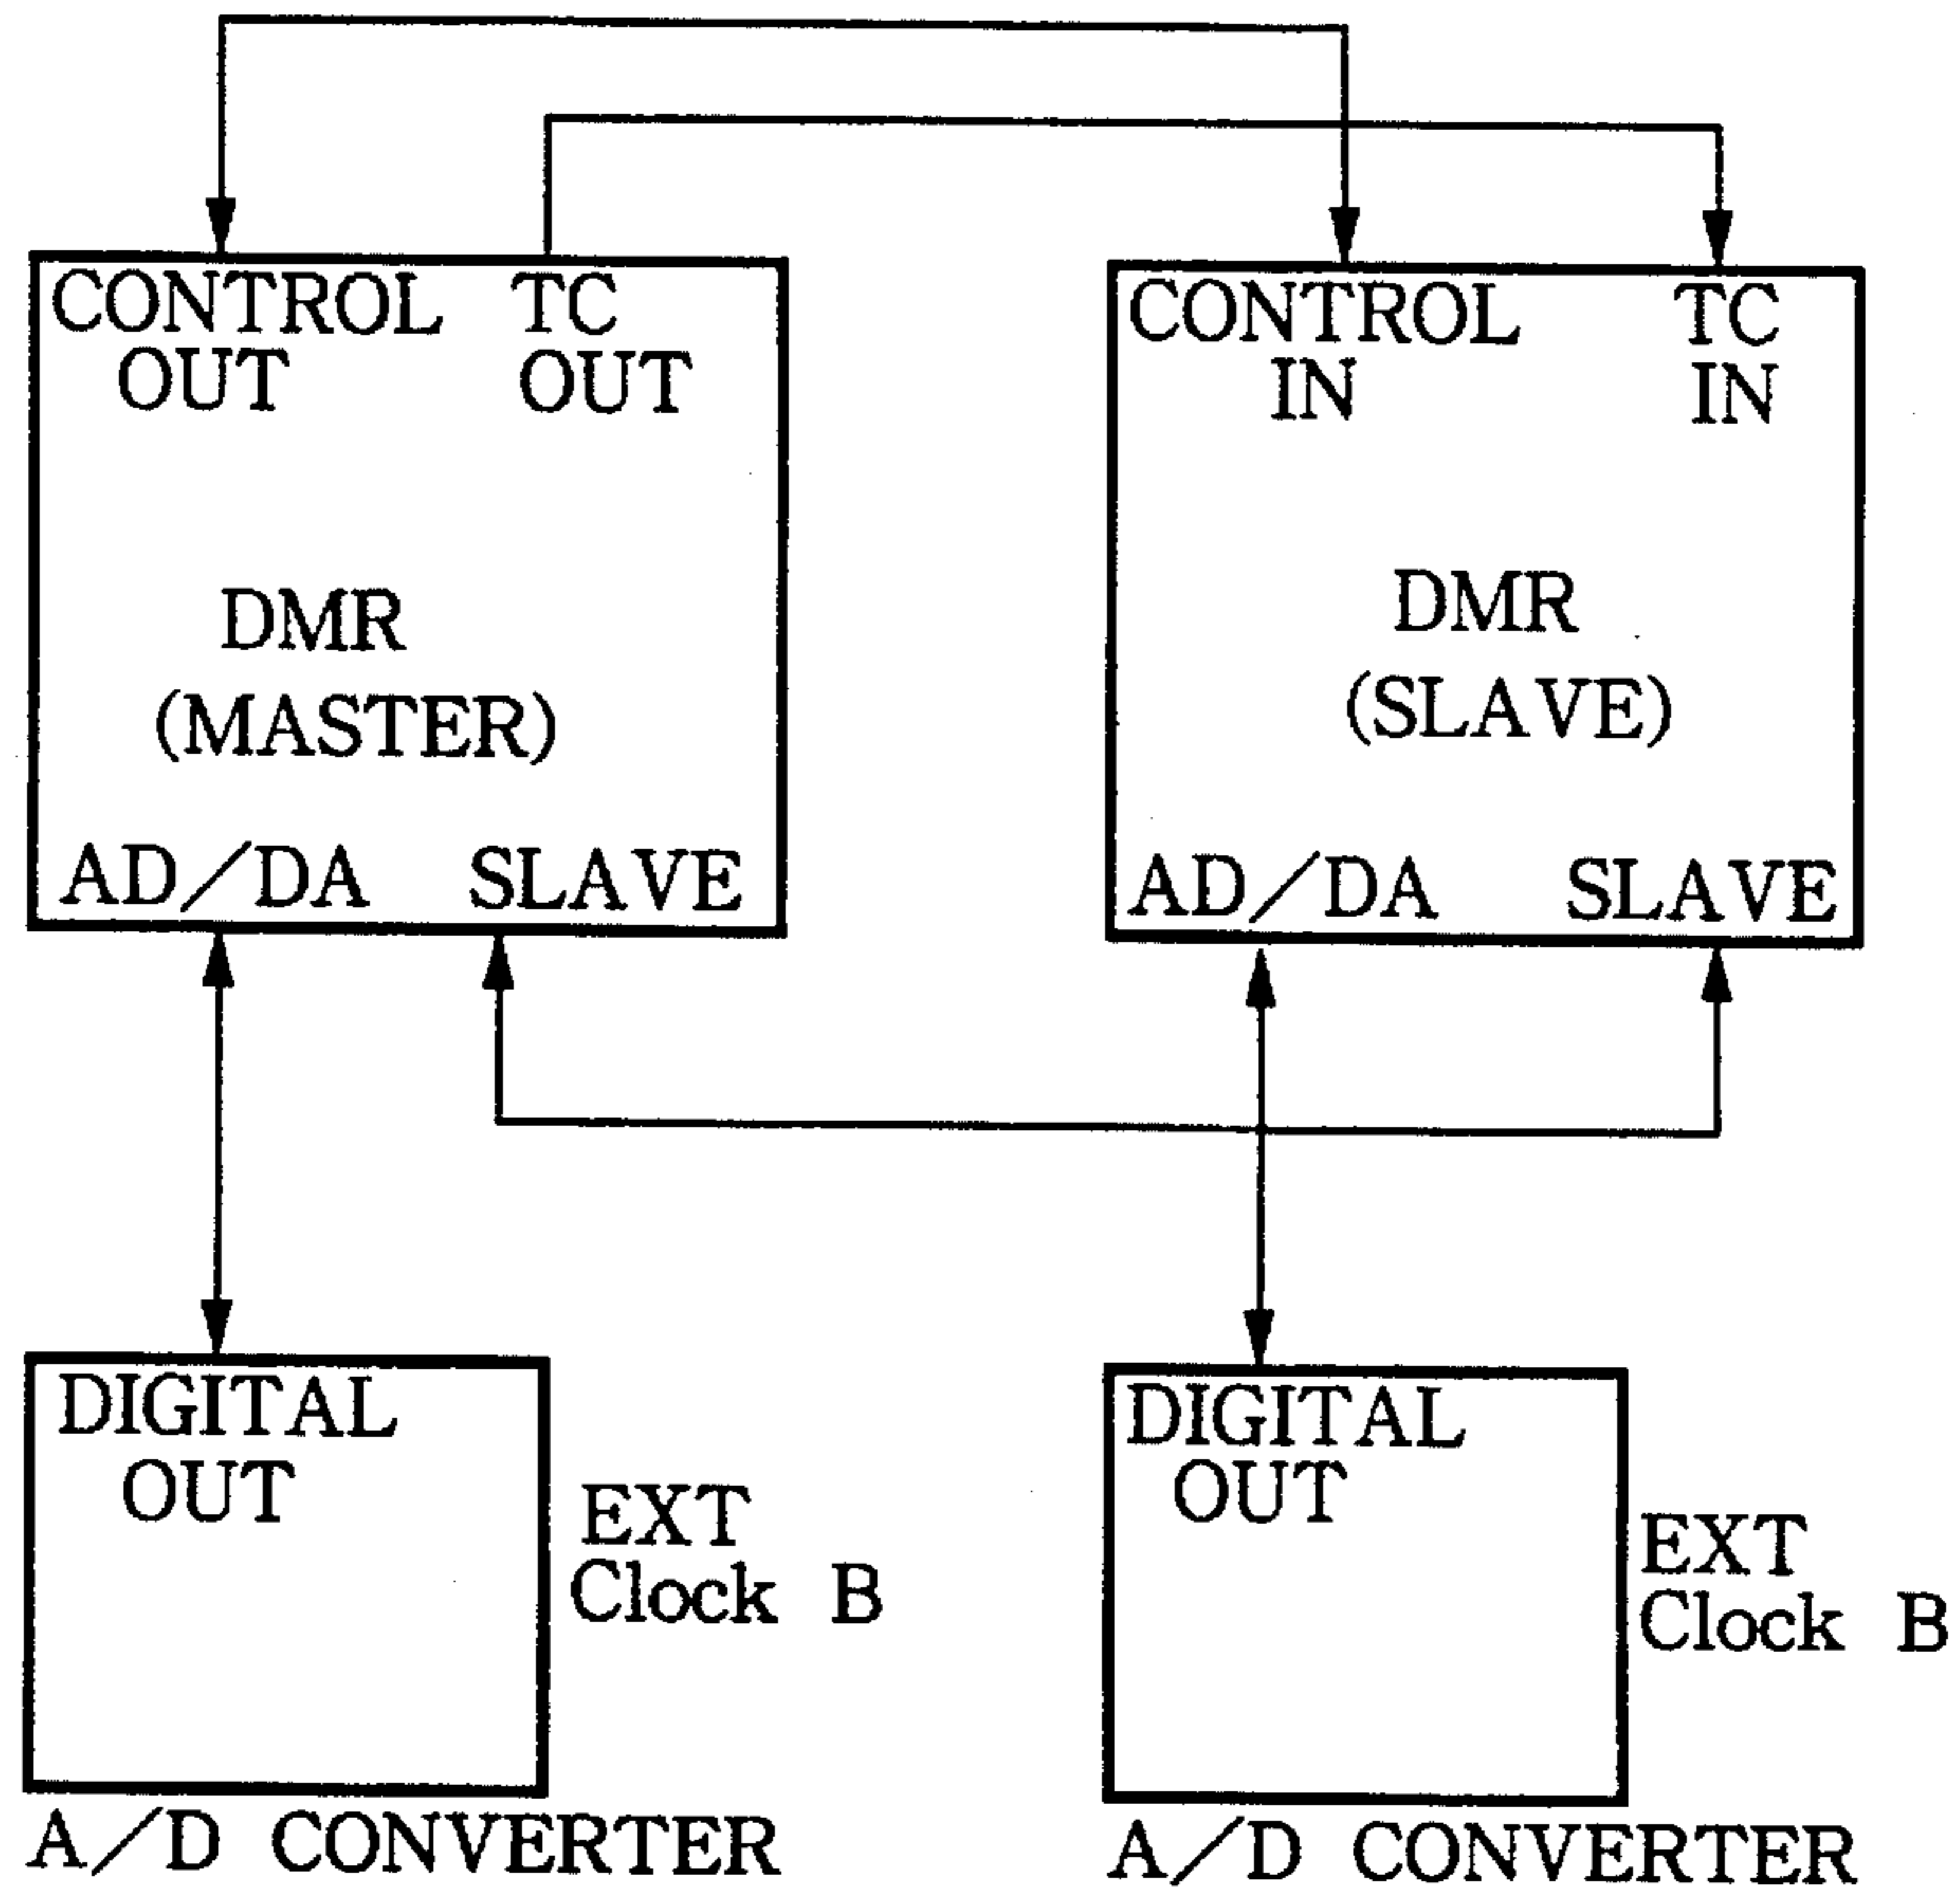 CONTROL OUT
TC OUT
DMR
(MASTER)
AD/DA SLAVE
CONTROL IN
TC IN
DMR
(SLAVE)
AD/DA SLAVE
DIGITAL
OUT
EXT
Clock B
A/D CONVERTER
DIGITAL
OUT
EXT
Clock B
A/D CONVERTER